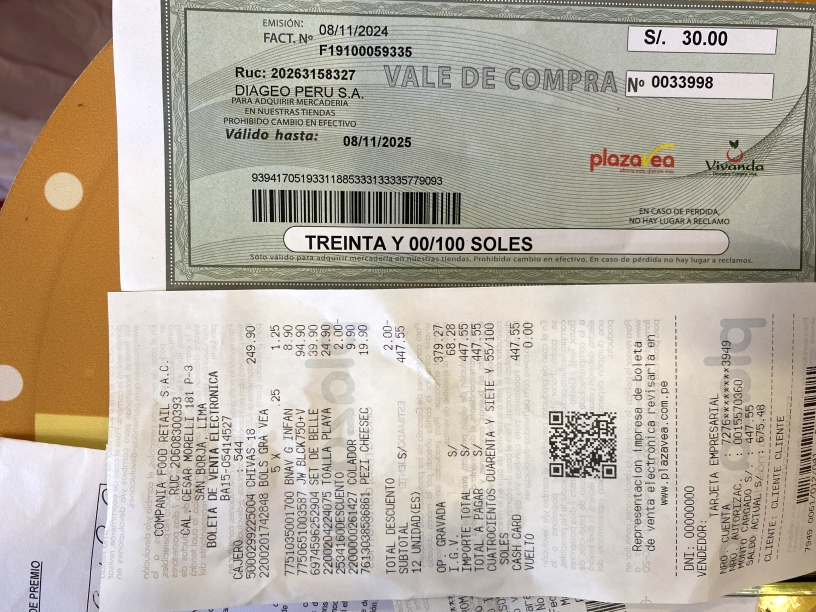 EMISIÓN: 08/11/2024
FACT. Nº
F19100059335
S/. 30.00
Ruc: 20263158327
VALE DE COMPRA
Nº 0033998
DIAGEO PERU S.A.
PARA ADQUIRIR MERCADERIA
EN NUESTRAS TIENDAS
PROHIBIDO CAMBIO EN EFECTIVO
Válido hasta: 08/11/2025
plazavea
Vivanda
93941705193311885333133335779093
EN CASO DE PERDIDA,
NO HAY LUGAR A RECLAMO
TREINTA Y 00/100 SOLES
Sólo válido para adquirir mercadería en nuestras tiendas. Prohibido cambio en efectivo. En caso de pérdida no hay lugar a reclamos.
COMPANIA FOOD RETAIL S.A.C.
RUC 20608300393
CAL CESAR MORELLI 181 P-3
SAN BORJA, LIMA
BOLETA DE VENTA ELECTRONICA
BA15-05414527
CAJERO : 544
5000299225004 CHIVAS 18 249.90
5 X .25
2200201742848 BOLS GRA VEA 1.25
7751035001700 BNAV G INFAN 8.90
7750651003587 JW BLCK750+V 94.90
6974596252904 SET DE BELLE 39.90
2200204224075 TOALLA PLAYA 24.90
DESCUENTO 2.00-
2200000261427 COLADOR 9.90
PEZI CHEESEC 19.90
TOTAL DESCUENTO 2.00-
SUBTOTAL S/ 447.55
12 UNIDAD(ES)
OP. GRAVADA 379.27
I.G.V. S/ 68.28
IMPORTE TOTAL S/ 447.55
TOTAL A PAGAR S/ 447.55
CUATROCIENTOS CUARENTA Y SIETE Y 55/100
SOLES
CASH CARD 447.55
VUELTO 0.00
Representacion impresa de boleta
de venta electronica revisarla en
www.plazavea.com.pe
DNI: 00000000
VENDEDOR: TARJETA EMPRESARIAL
NRO. CUENTA : 7276********3949
NRO. AUTORIZAC. : 0015570360
MONTO CARGADO S/.: 447.55
SALDO ACTUAL S/.: 675.48
CLIENTE: CLIENTE CLIENTE
DE PREMIO